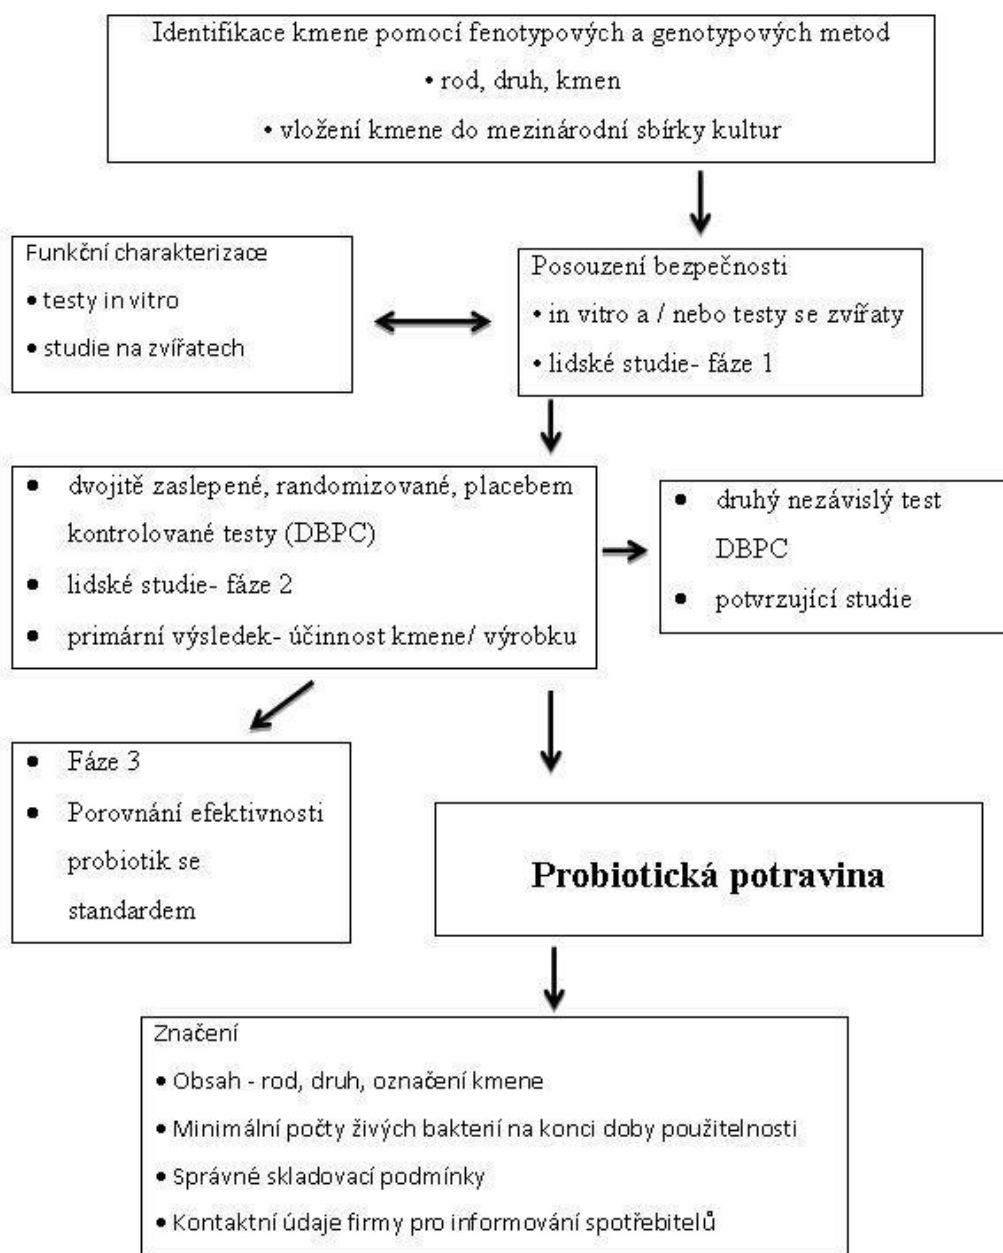 Identifikace kmene pomocí fenotypových a genotypových metod
• rod, druh, kmen
• vložení kmene do mezinárodní sbírky kultur
Funkční charakterizace
• testy in vitro
• studie na zvířatech
Posouzení bezpečnosti
• in vitro a / nebo testy se zvířaty
• lidské studie- fáze 1
• dvojitě zaslepené, randomizované, placebem
kontrolované testy (DBPC)
• lidské studie- fáze 2
• primární výsledek- účinnost kmene/ výrobku
• druhý nezávislý test
DBPC
• potvrzující studie
• Fáze 3
• Porovnání efektivnosti
probiotik se
standardem
Probiotická potravina
Značení
• Obsah - rod, druh, označení kmene
• Minimální počty živých bakterií na konci doby použitelnosti
• Správné skladovací podmínky
• Kontaktní údaje firmy pro informování spotřebitelů